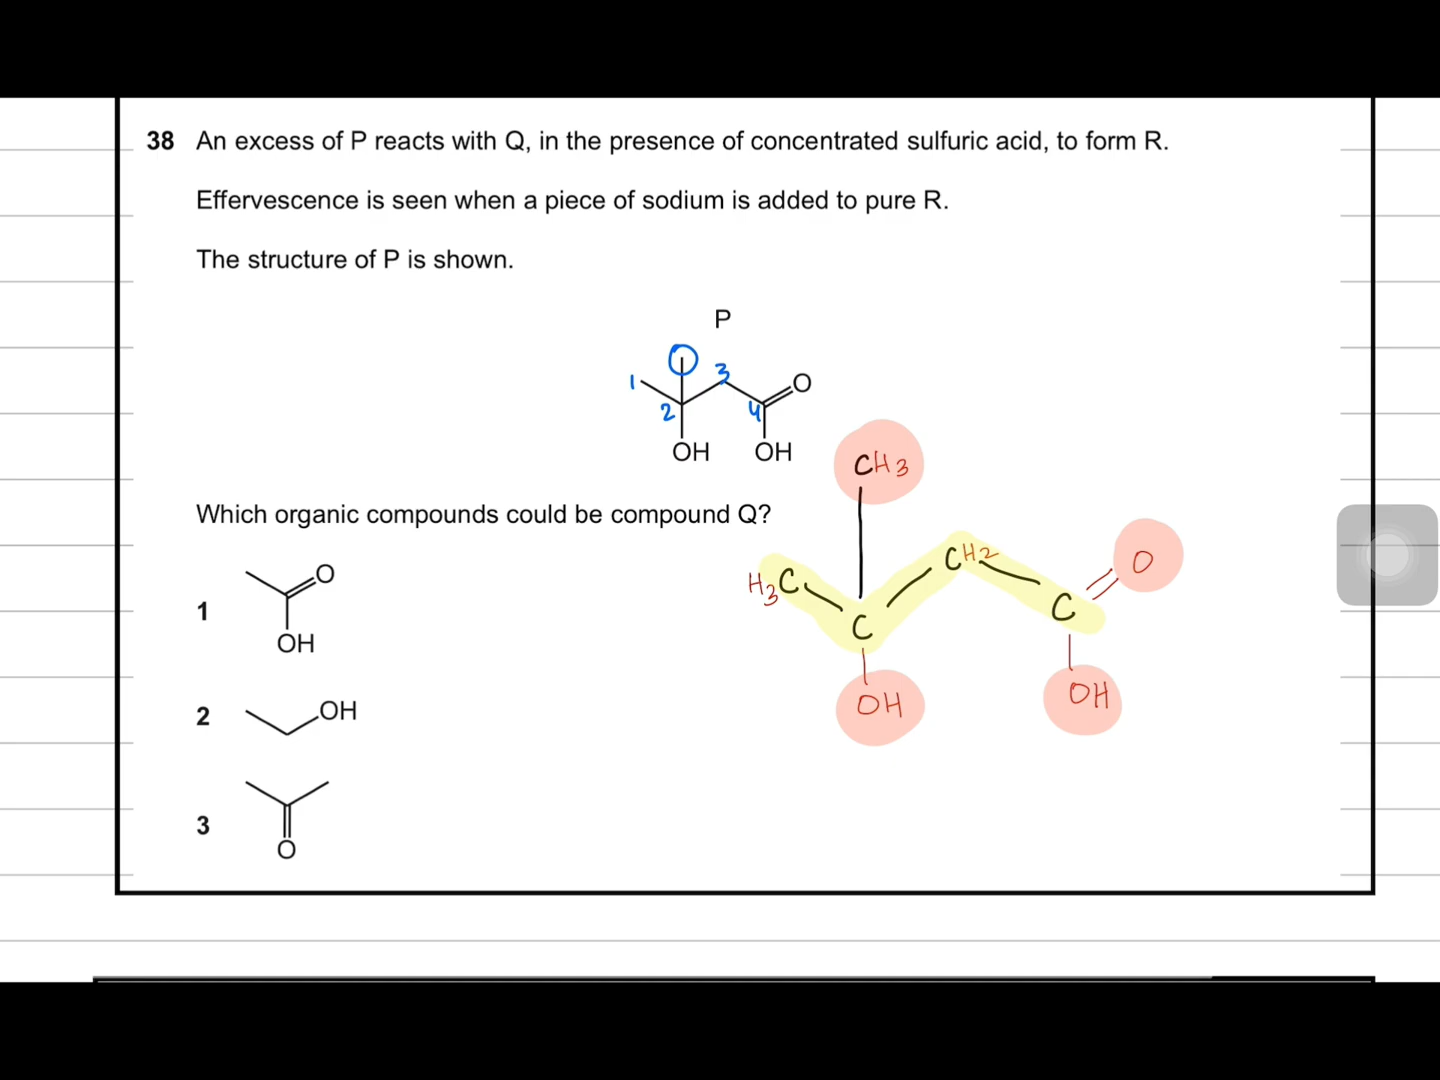 38 An excess of P reacts with Q, in the presence of concentrated sulfuric acid, to form R.
Effervescence is seen when a piece of sodium is added to pure R.
The structure of P is shown.
P
1 2 3 4 O
OH OH
CH3
Which organic compounds could be compound Q?
H3C C CH2 C O
OH OH
1 O
OH
2 OH
3
O